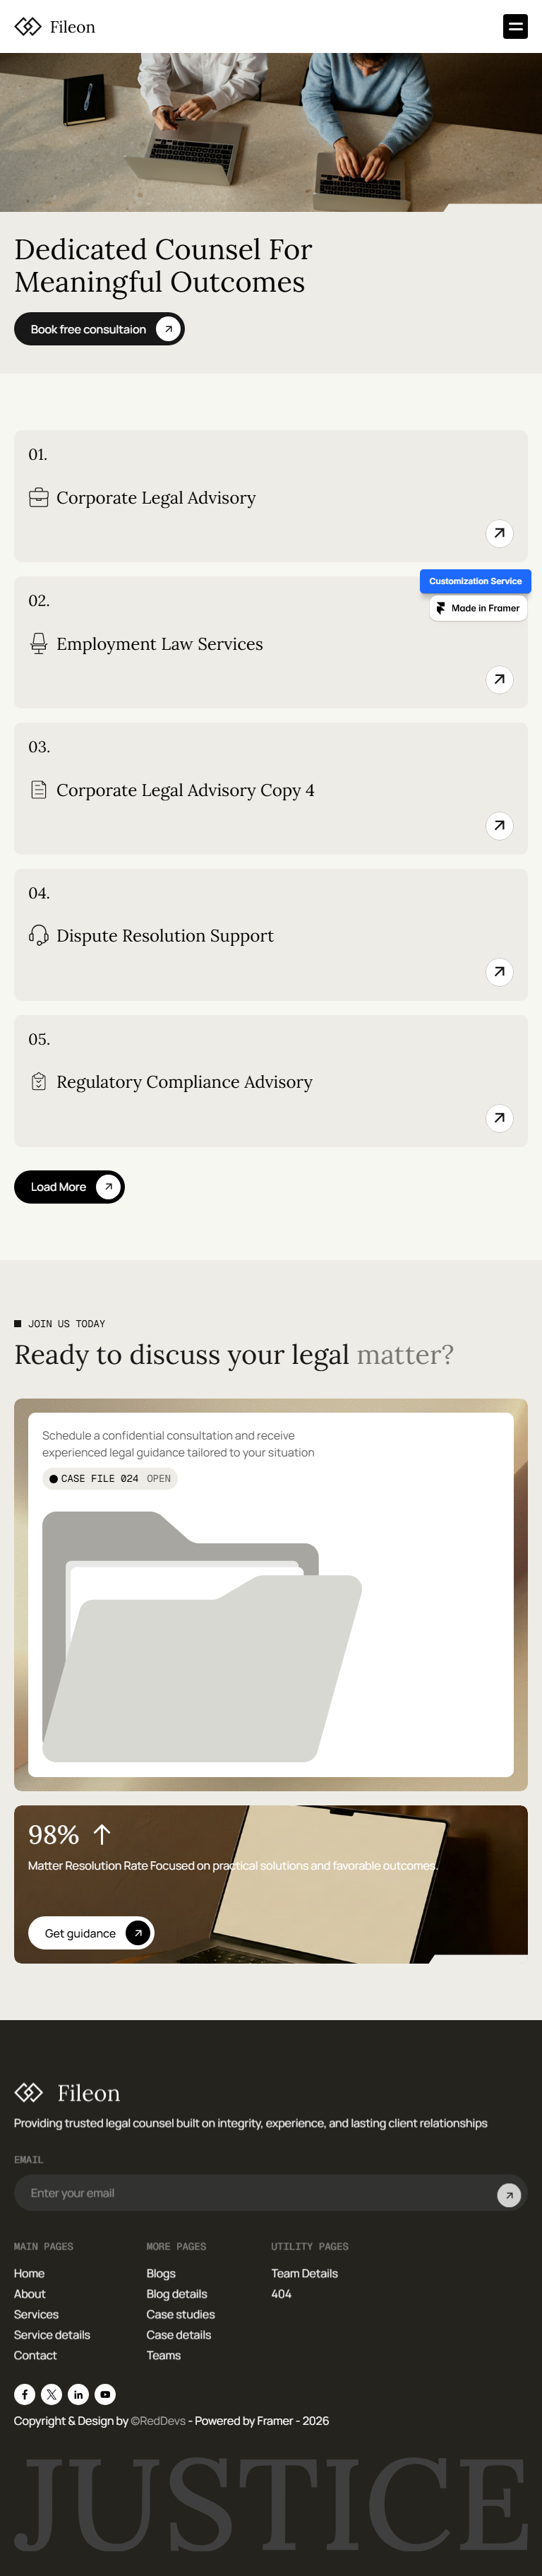 Fileon
Dedicated Counsel For
Meaningful Outcomes
Book free consultaion
01.
Corporate Legal Advisory
Customization Service
Made in Framer
02.
Employment Law Services
03.
Corporate Legal Advisory Copy 4
04.
Dispute Resolution Support
05.
Regulatory Compliance Advisory
Load More
JOIN US TODAY
Ready to discuss your legal matter?
Schedule a confidential consultation and receive
experienced legal guidance tailored to your situation
CASE FILE 024 OPEN
98%
Matter Resolution Rate Focused on practical solutions and favorable outcomes.
Get guidance
Fileon
Providing trusted legal counsel built on integrity, experience, and lasting client relationships
EMAIL
Enter your email
MAIN PAGES
Home
About
Services
Service details
Contact
MORE PAGES
Blogs
Blog details
Case studies
Case details
Teams
UTILITY PAGES
Team Details
404
Copyright & Design by ©RedDevs - Powered by Framer - 2026
JUSTICE